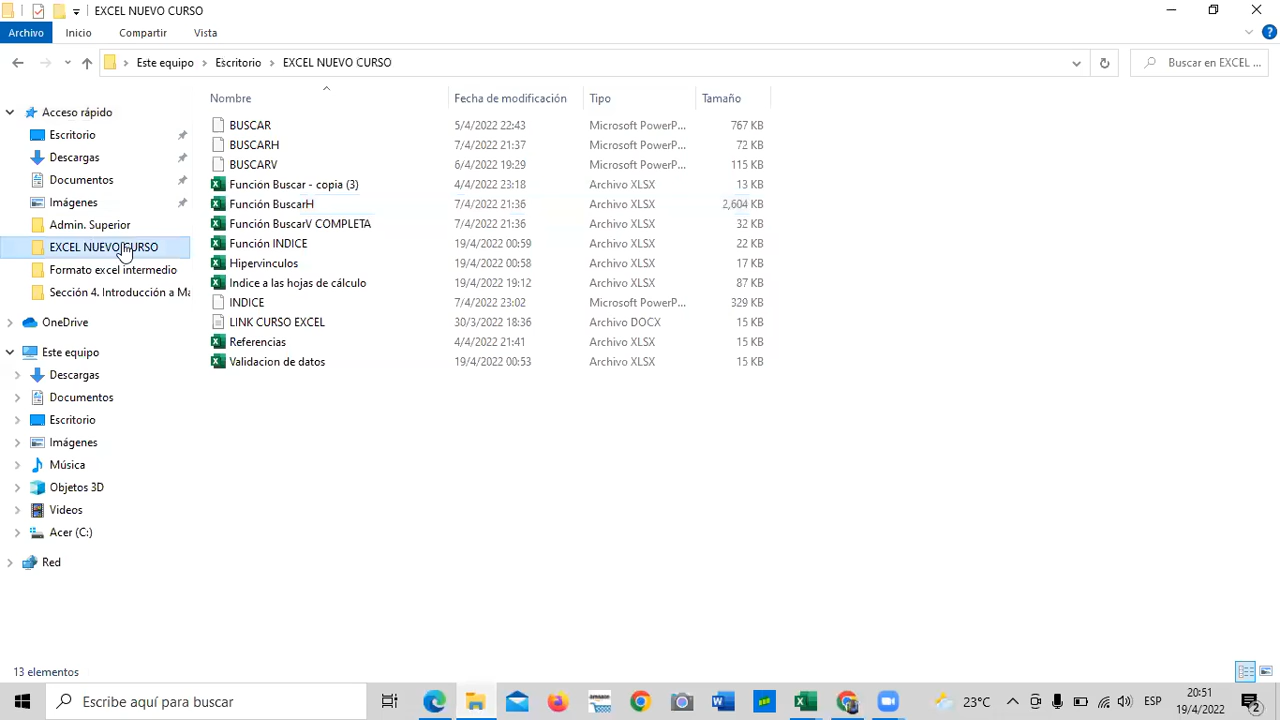 EXCEL NUEVO CURSO
Archivo Inicio Compartir Vista
Este equipo Escritorio EXCEL NUEVO CURSO Buscar en EXCEL ...
Nombre Fecha de modificación Tipo Tamaño
Acceso rápido
Escritorio
Descargas
Documentos
Imágenes
Admin. Superior
EXCEL NUEVO CURSO
Formato excel intermedio
Sección 4. Introducción a Ma
OneDrive
Este equipo
Descargas
Documentos
Escritorio
Imágenes
Música
Objetos 3D
Videos
Acer (C:)
Red
BUSCAR 5/4/2022 22:43 Microsoft PowerP... 767 KB
BUSCARH 7/4/2022 21:37 Microsoft PowerP... 72 KB
BUSCARV 6/4/2022 19:29 Microsoft PowerP... 115 KB
Función Buscar - copia (3) 4/4/2022 23:18 Archivo XLSX 13 KB
Función BuscarH 7/4/2022 21:36 Archivo XLSX 2,604 KB
Función BuscarV COMPLETA 7/4/2022 21:36 Archivo XLSX 32 KB
Función INDICE 19/4/2022 00:59 Archivo XLSX 22 KB
Hipervinculos 19/4/2022 00:58 Archivo XLSX 17 KB
Indice a las hojas de cálculo 19/4/2022 19:12 Archivo XLSX 87 KB
INDICE 7/4/2022 23:02 Microsoft PowerP... 329 KB
LINK CURSO EXCEL 30/3/2022 18:36 Archivo DOCX 15 KB
Referencias 4/4/2022 21:41 Archivo XLSX 15 KB
Validacion de datos 19/4/2022 00:53 Archivo XLSX 15 KB
13 elementos
Escribe aquí para buscar
23°C
ESP
20:51
19/4/2022
2